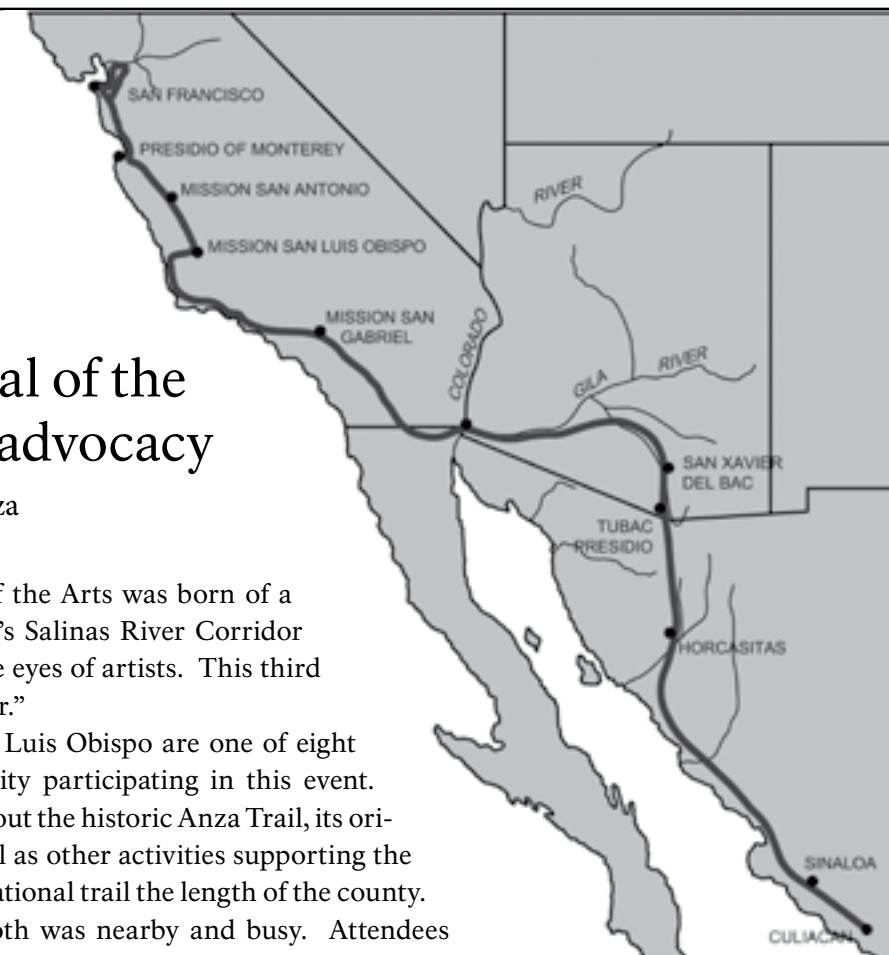 SAN FRANCISCO
PRESIDIO OF MONTEREY
MISSION SAN ANTONIO
MISSION SAN LUIS OBISPO
MISSION SAN
GABRIEL
COLORADO
RIVER
GILA
RIVER
SAN XAVIER
DEL BAC
TUBAC
PRESIDIO
HORCASITAS
SINALOA
CULIACAN
al of the
advocacy
za
f the Arts was born of a
’s Salinas River Corridor
e eyes of artists.  This third
r.”
Luis Obispo are one of eight
ity participating in this event.
out the historic Anza Trail, its ori-
l as other activities supporting the
ational trail the length of the county.
oth was nearby and busy.  Attendees